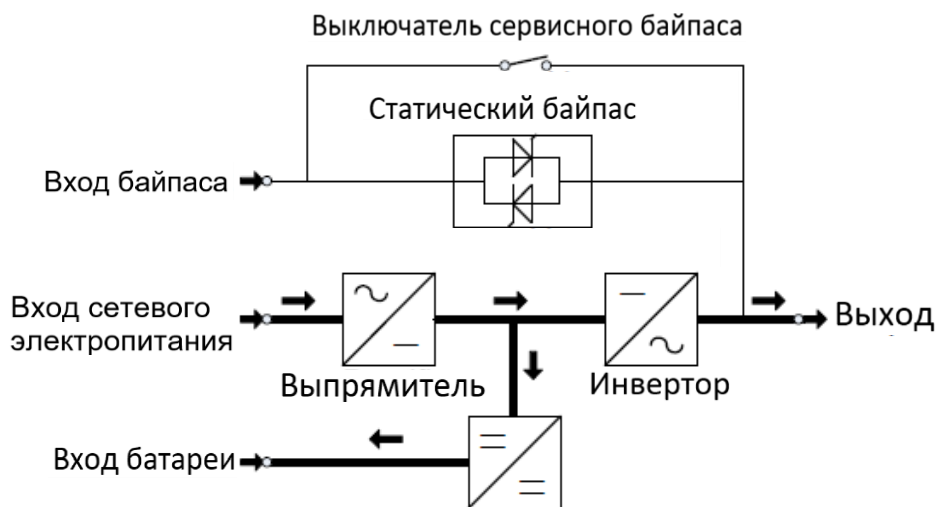 Выключатель сервисного байпаса
Статический байпас
Вход байпаса
Вход сетевого
электропитания
Выход
Выпрямитель
Инвертор
Вход батареи